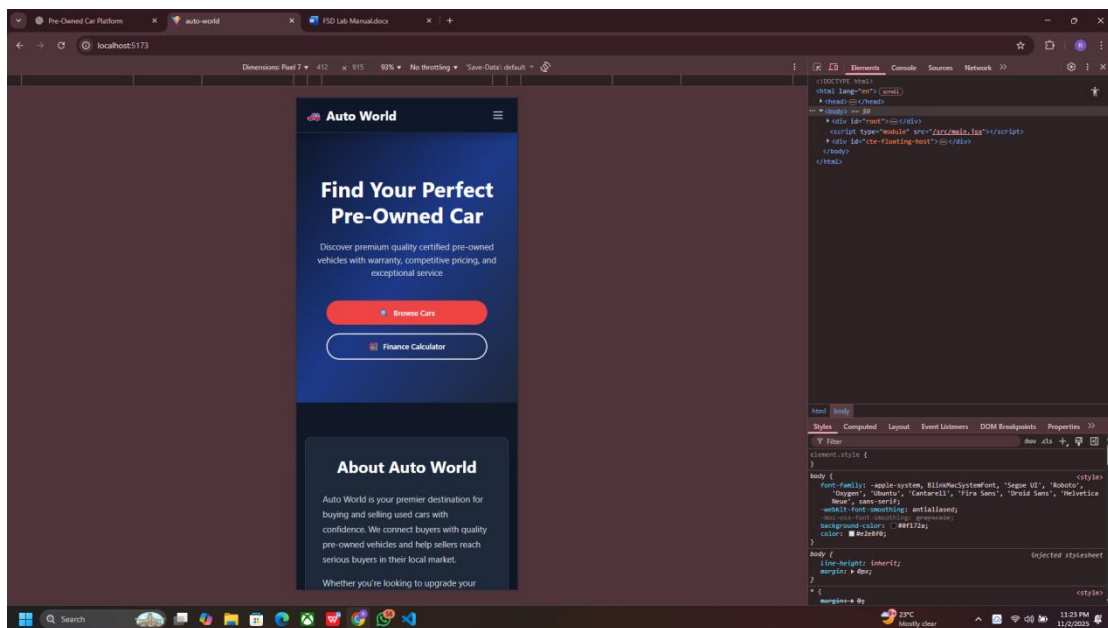 Pre-Owned Car Platform
auto-world
FSD Lab Manual.docx
localhost:5173
R
Dimensions: Pixel 7 412 x 915 93% No throttling 'Save-Data': default
Elements Console Sources Network
<!DOCTYPE html>
<html lang="en"> scroll
<head> </head>
<body> == $0
<div id="root"> </div>
<script type="module" src="/src/main.jsx"></script>
<div id="cte-floating-host"> </div>
</body>
</html>
Auto World
Find Your Perfect
Pre-Owned Car
Discover premium quality certified pre-owned
vehicles with warranty, competitive pricing, and
exceptional service
Browse Cars
Finance Calculator
About Auto World
Auto World is your premier destination for
buying and selling used cars with
confidence. We connect buyers with quality
pre-owned vehicles and help sellers reach
serious buyers in their local market.
Whether you're looking to upgrade your
html body
Styles Computed Layout Event Listeners DOM Breakpoints Properties
Filter :hov .cls +
element.style {
}
body { <style>
font-family: -apple-system, BlinkMacSystemFont, 'Segoe UI', 'Roboto',
'Oxygen', 'Ubuntu', 'Cantarell', 'Fira Sans', 'Droid Sans', 'Helvetica
Neue', sans-serif;
-webkit-font-smoothing: antialiased;
-moz-osx-font-smoothing: grayscale;
background-color: #0f172a;
color: #e2e8f0;
}
body { injected stylesheet
line-height: inherit;
margin: 0px;
}
* { <style>
margin: 0;
Search
23°C
Mostly clear
11:23 PM
11/2/2025